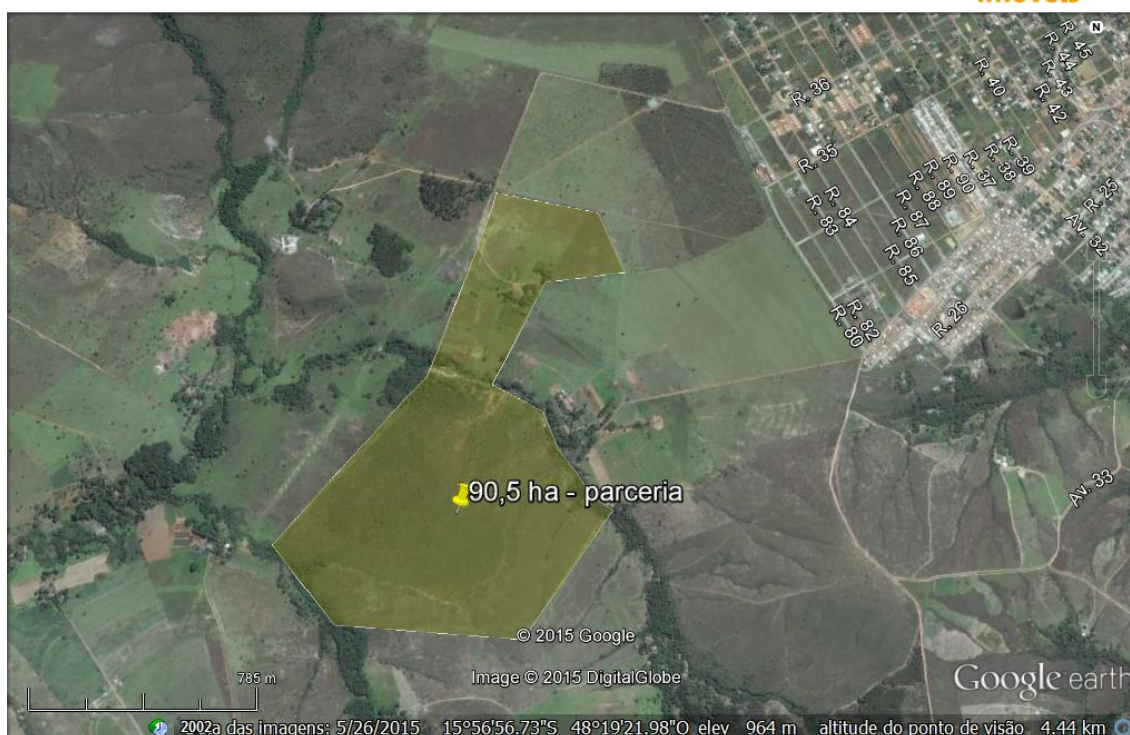 imóveis
N
R. 45
R. 44
R. 43
R. 42
R. 40
R. 36
R. 35
R. 39
R. 38
R. 37
R. 90
R. 89
R. 88
R. 87
R. 86
R. 85
R. 84
R. 83
R. 25
Av. 32
R. 26
R. 82
R. 80
90,5 ha - parceria
Av. 33
© 2015 Google
Image © 2015 DigitalGlobe
Google earth
785 m
2002a das imagens: 5/26/2015 15°56'56.73"S 48°19'21.98"O elev 964 m altitude do ponto de visão 4.44 km